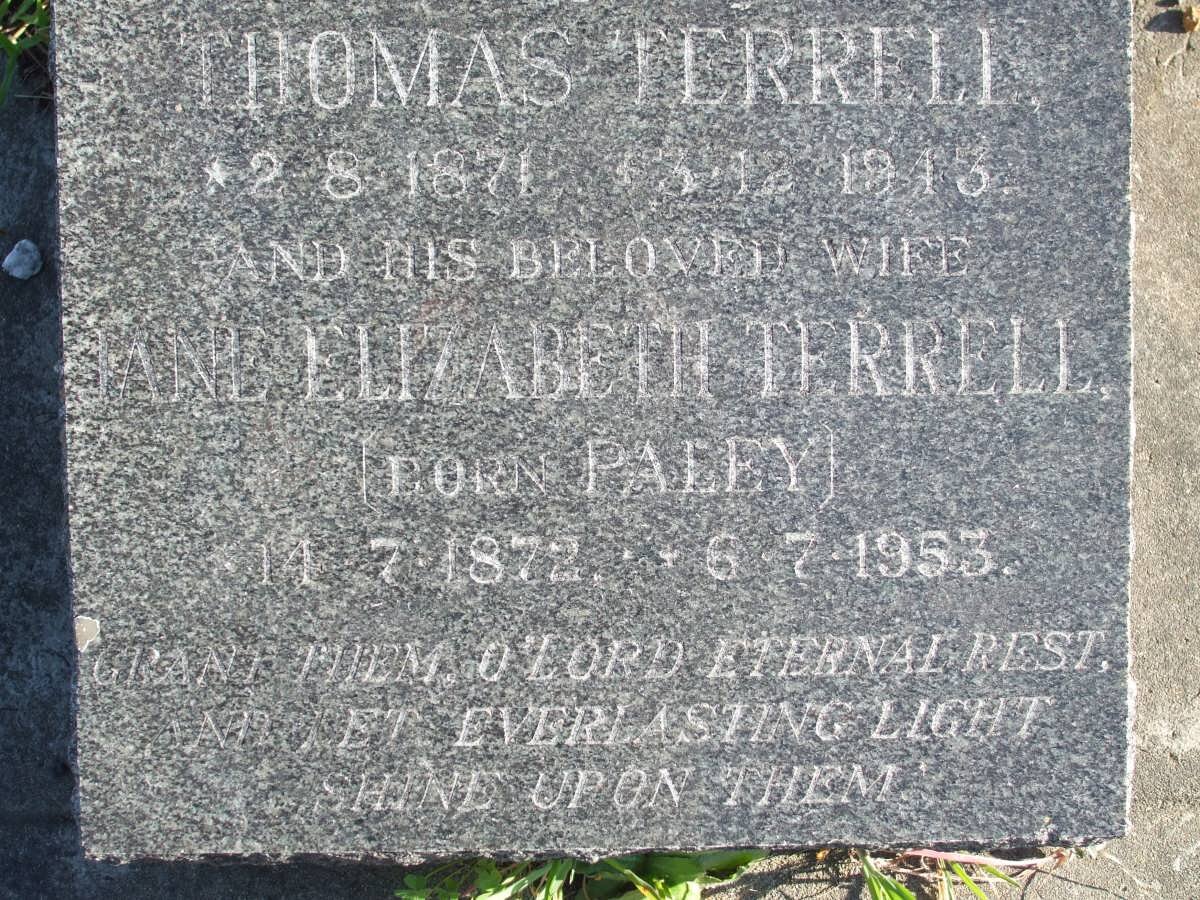 THOMAS TERRELL,
★ 2 · 8 · 1871 † 3 · 12 · 1943.
AND HIS BELOVED WIFE
JANE ELIZABETH TERRELL,
(BORN PALEY)
14 · 7 · 1872. † 6 · 7 · 1953.
GRANT THEM, O'LORD ETERNAL REST,
AND LET EVERLASTING LIGHT
SHINE UPON THEM.